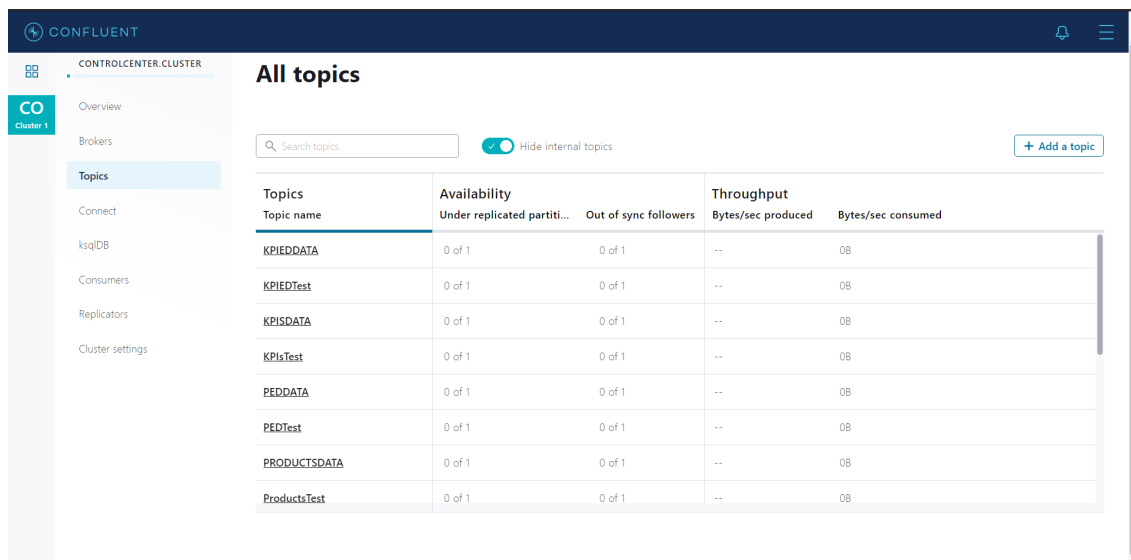 CONFLUENT
CO
Cluster 1
CONTROLCENTER.CLUSTER
Overview
Brokers
Topics
Connect
ksqlDB
Consumers
Replicators
Cluster settings
All topics
Search topics
Hide internal topics
+ Add a topic
Topics Availability Throughput
Topic name Under replicated partiti... Out of sync followers Bytes/sec produced Bytes/sec consumed
KPIEDDATA 0 of 1 0 of 1 -- 0B
KPIEDTest 0 of 1 0 of 1 -- 0B
KPISDATA 0 of 1 0 of 1 -- 0B
KPIsTest 0 of 1 0 of 1 -- 0B
PEDDATA 0 of 1 0 of 1 -- 0B
PEDTest 0 of 1 0 of 1 -- 0B
PRODUCTSDATA 0 of 1 0 of 1 -- 0B
ProductsTest 0 of 1 0 of 1 -- 0B